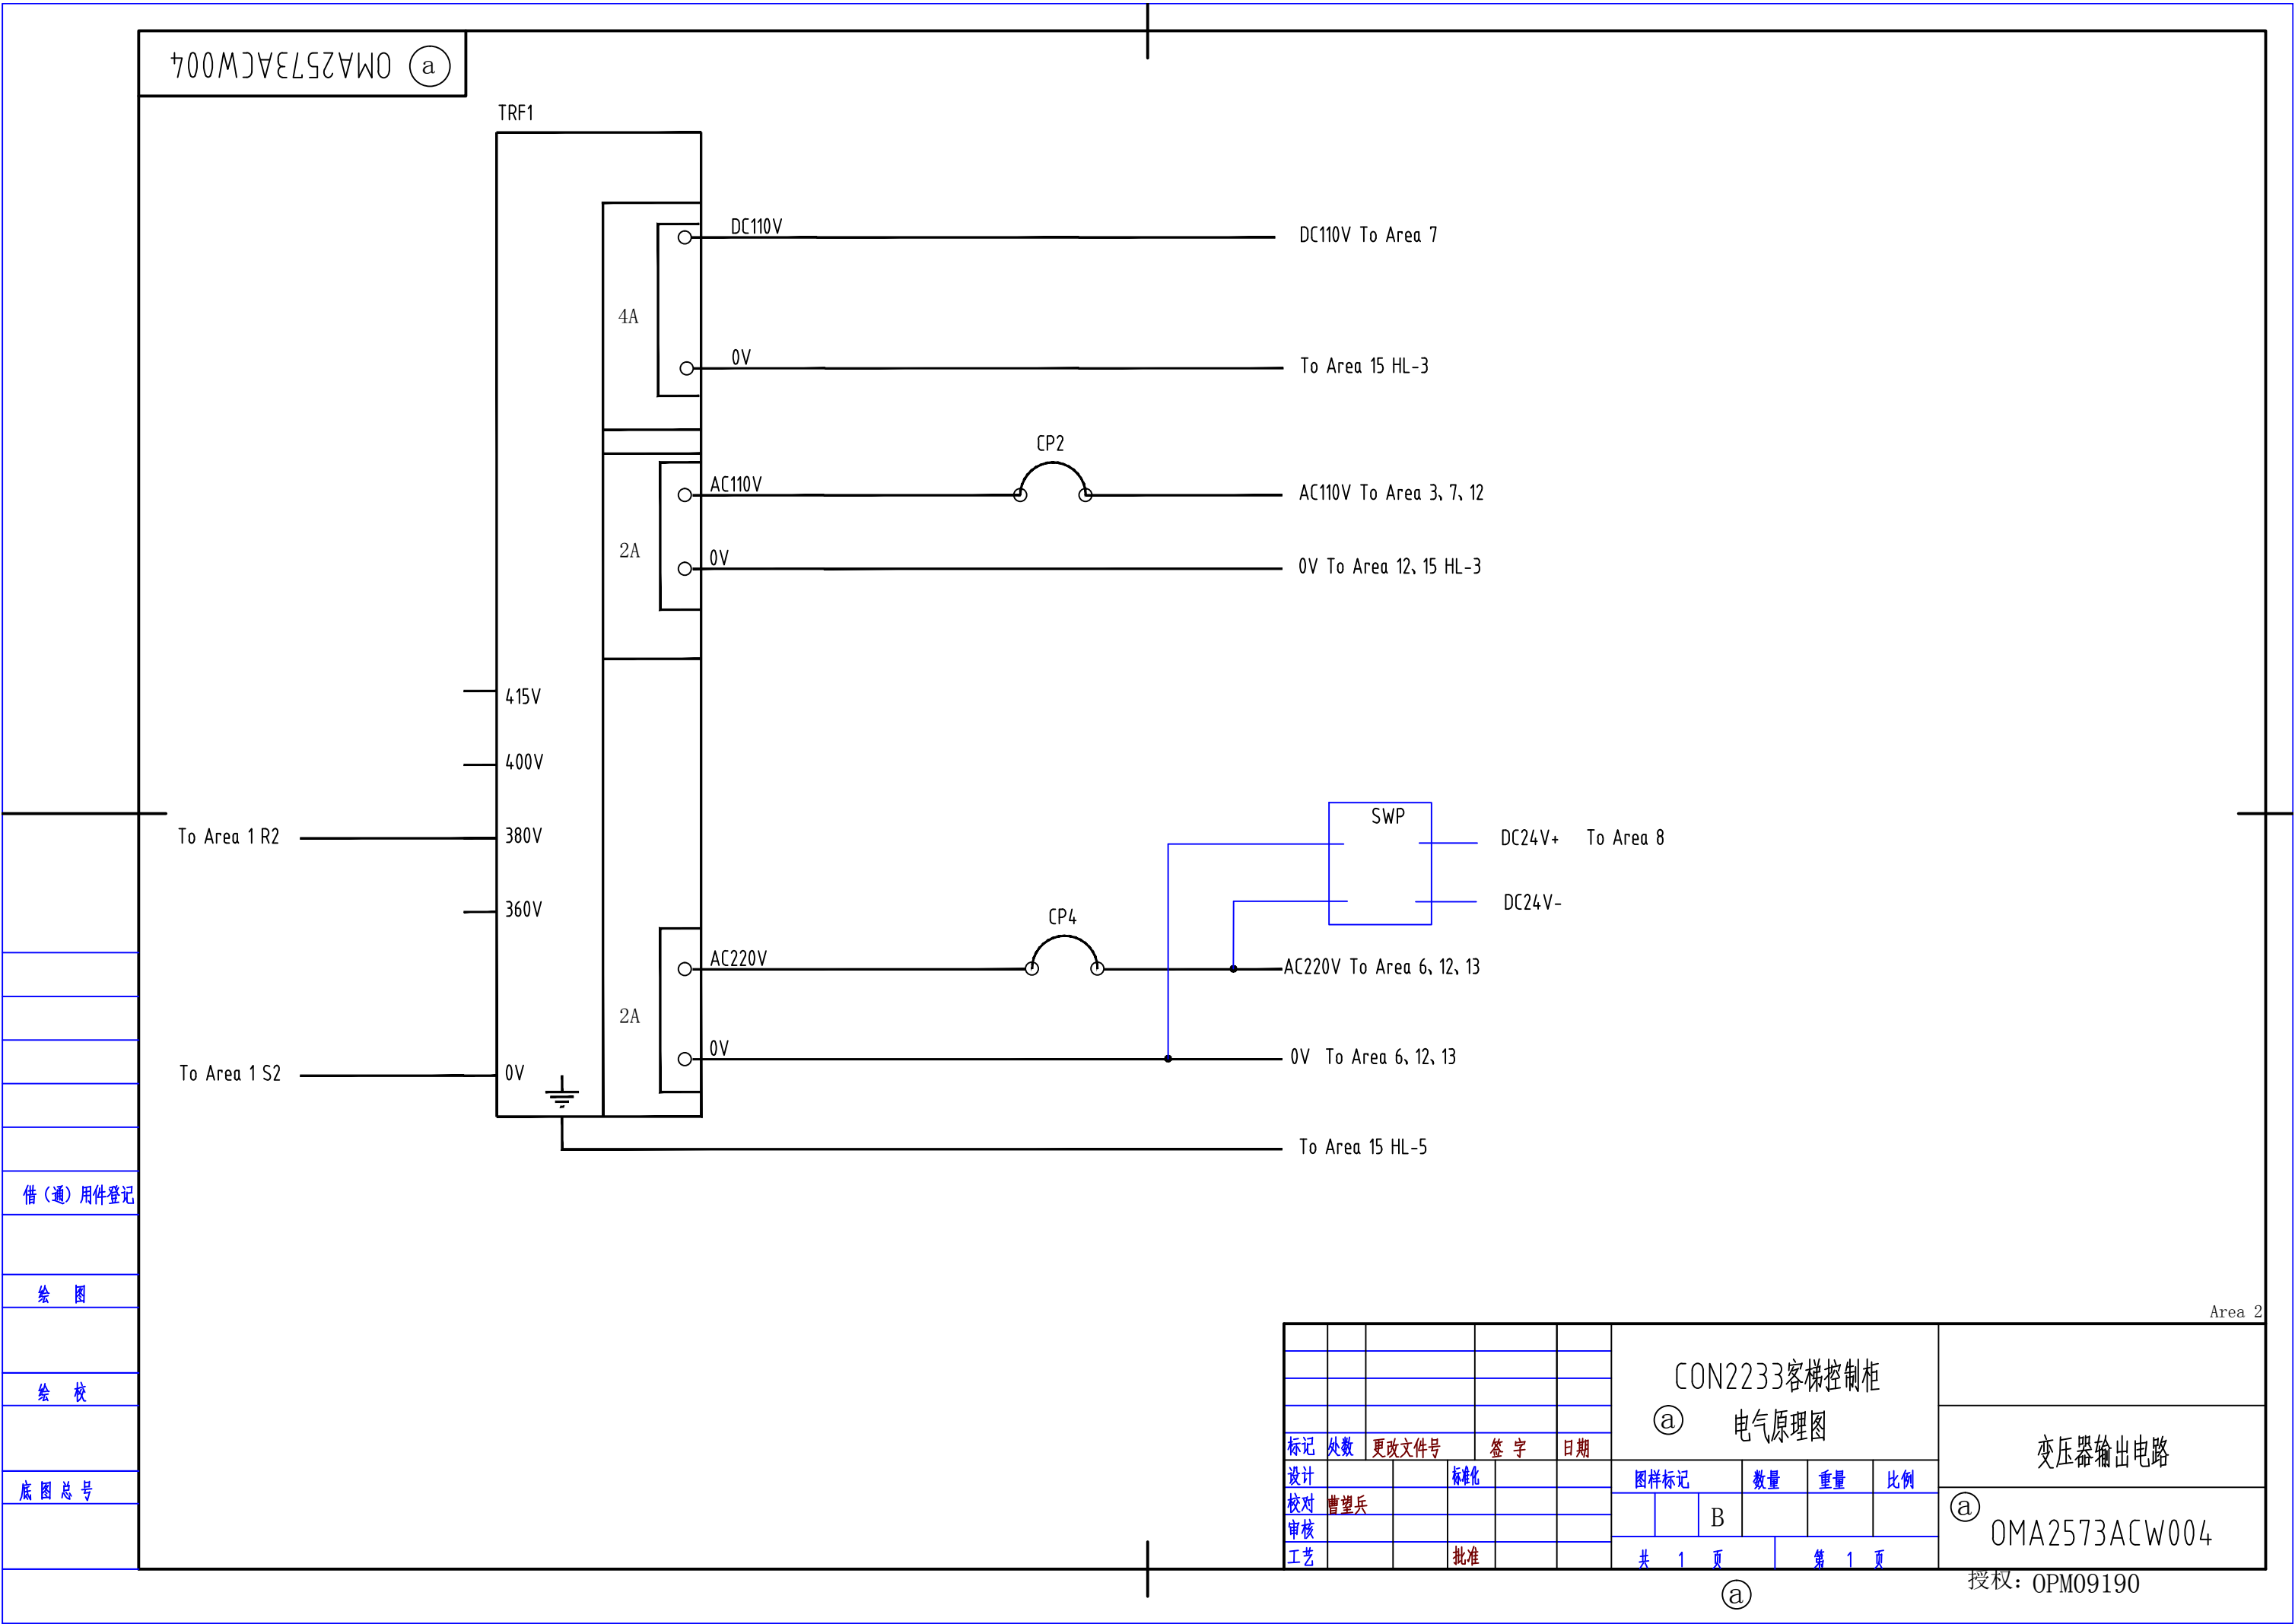 OMA2573ACW004 a
TRF1
DC110V
DC110V To Area 7
4A
0V
To Area 15 HL-3
CP2
AC110V
AC110V To Area 3、7、12
2A
0V
0V To Area 12、15 HL-3
415V
400V
To Area 1 R2
380V
360V
SWP
DC24V+ To Area 8
DC24V-
CP4
AC220V
AC220V To Area 6、12、13
2A
0V
0V To Area 6、12、13
To Area 1 S2
0V
To Area 15 HL-5
借（通）用件登记
绘 图
绘 校
底 图 总 号
Area 2
CON2233客梯控制柜
a 电气原理图
标记 处数 更改文件号 签 字 日期
变压器输出电路
设计 标准化
图样标记 数量 重量 比例
校对 曹望兵
B
a
审核
OMA2573ACW004
工艺 批准
共 1 页 第 1 页
a
授权：OPM09190